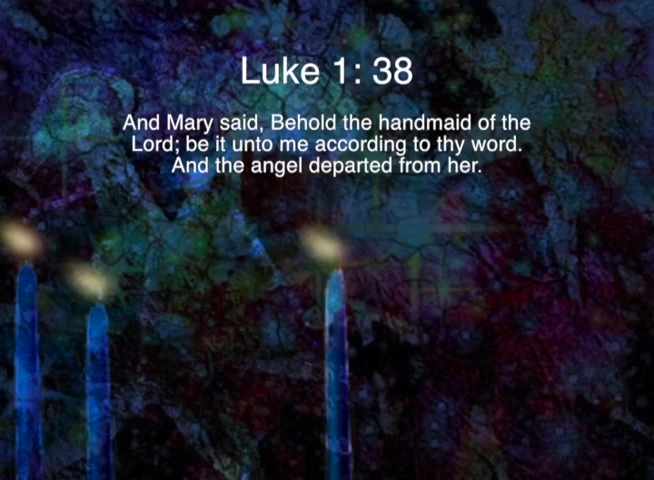 Luke 1: 38
And Mary said, Behold the handmaid of the
Lord; be it unto me according to thy word.
And the angel departed from her.